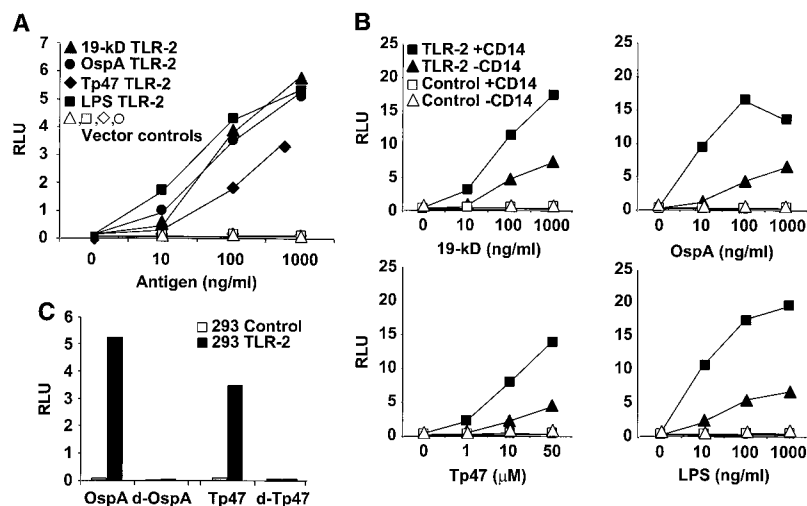 A
19-kD TLR-2
OspA TLR-2
Tp47 TLR-2
LPS TLR-2
Vector controls
RLU
7
6
5
4
3
2
1
0
0 10 100 1000
Antigen (ng/ml)
B
TLR-2 +CD14
TLR-2 -CD14
Control +CD14
Control -CD14
RLU
25
20
15
10
5
0
0 10 100 1000
19-kD (ng/ml)
RLU
25
20
15
10
5
0
0 10 100 1000
OspA (ng/ml)
RLU
25
20
15
10
5
0
0 1 10 50
Tp47 (μM)
25
20
15
10
5
0
0 10 100 1000
LPS (ng/ml)
C
293 Control
293 TLR-2
RLU
6
5
4
3
2
1
0
OspA d-OspA Tp47 d-Tp47